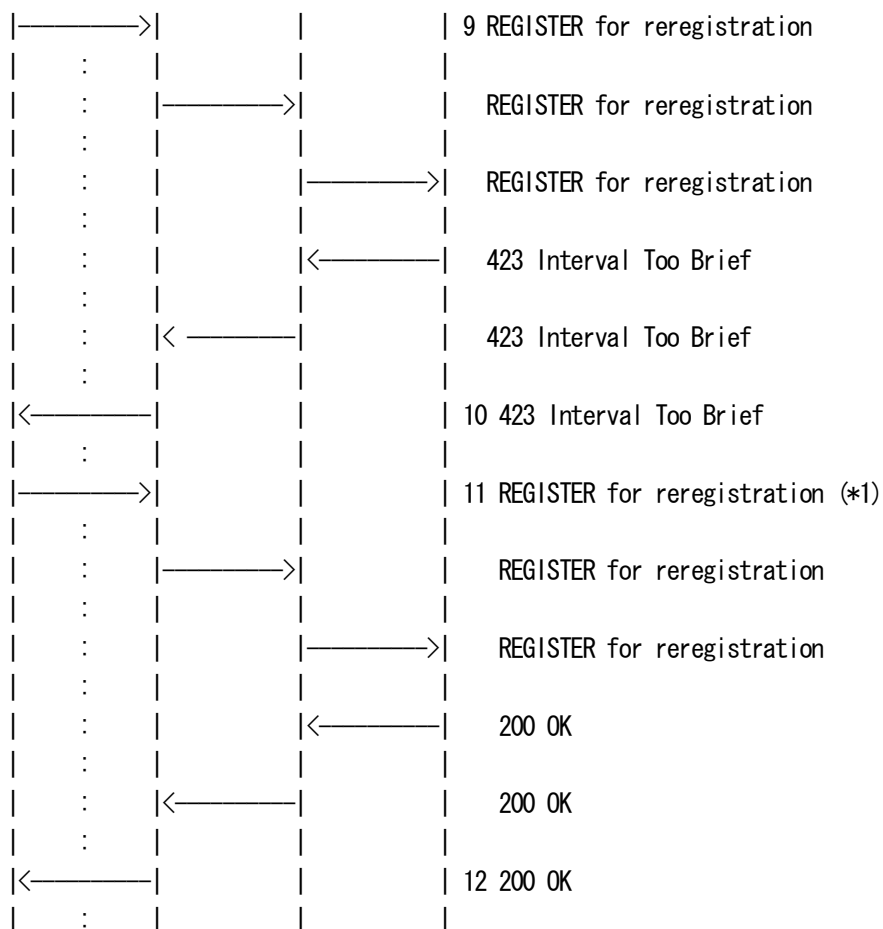 9 REGISTER for reregistration
REGISTER for reregistration
REGISTER for reregistration
423 Interval Too Brief
423 Interval Too Brief
10 423 Interval Too Brief
11 REGISTER for reregistration (*1)
REGISTER for reregistration
REGISTER for reregistration
200 OK
200 OK
12 200 OK